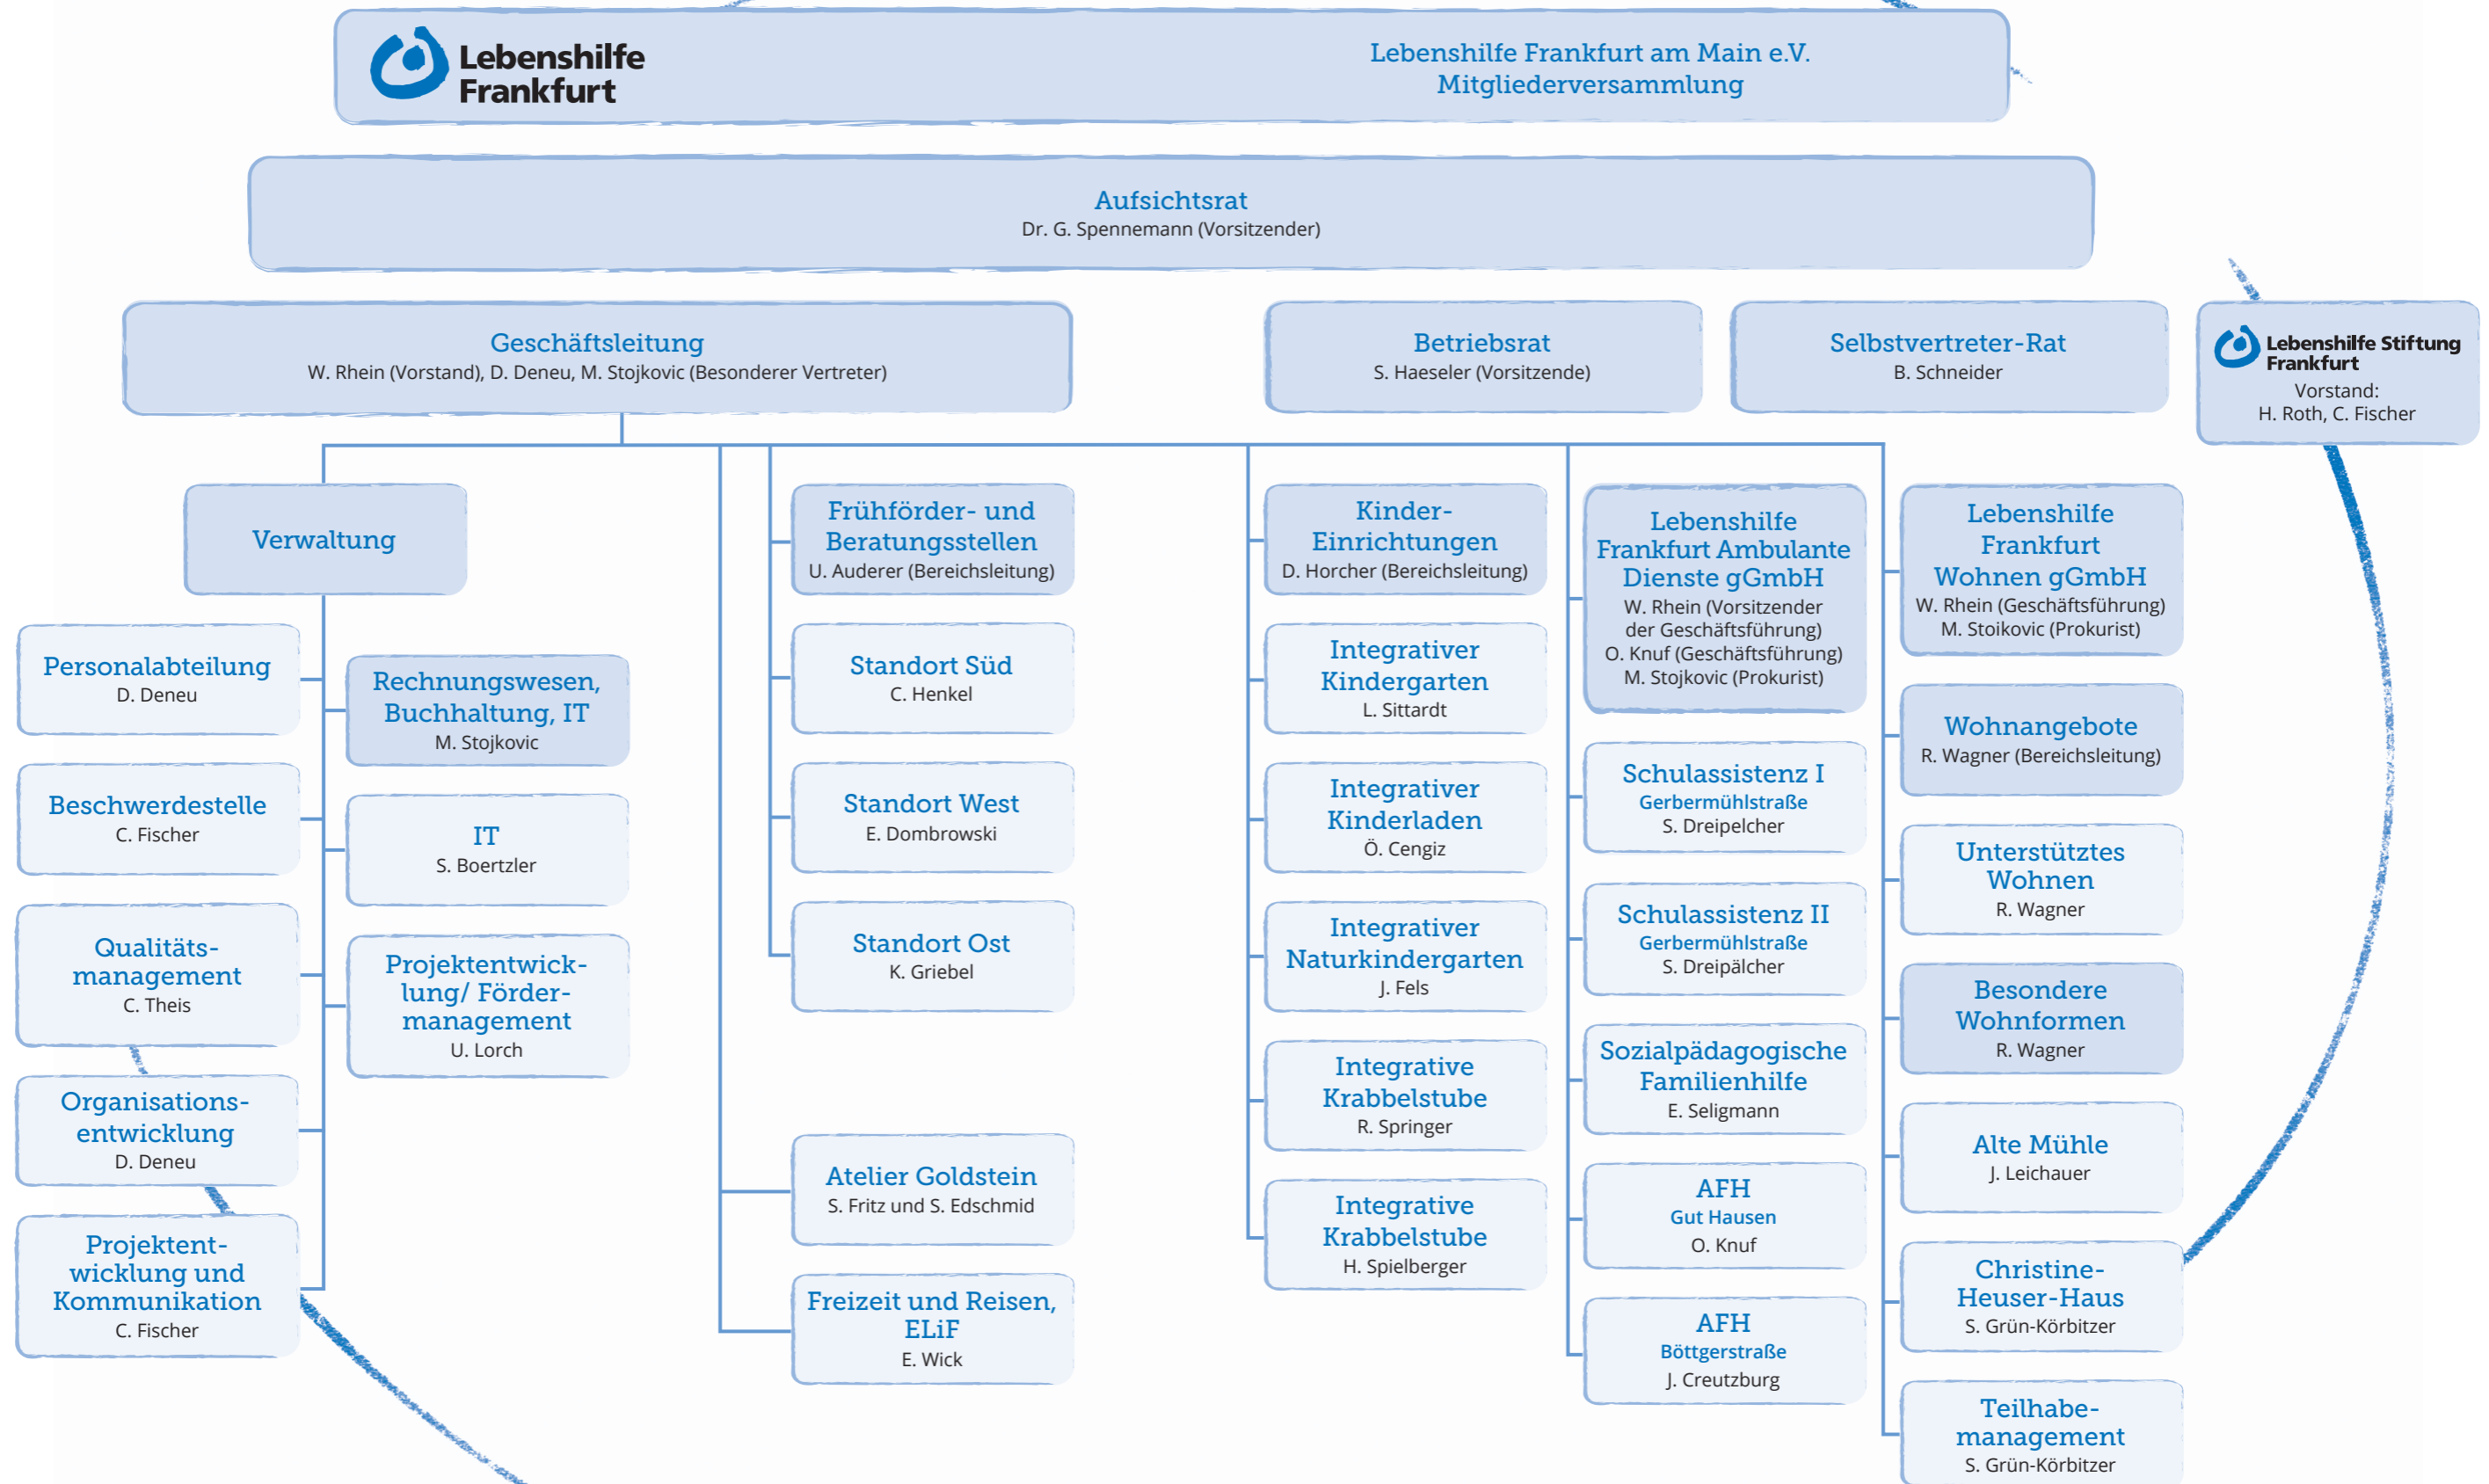 Lebenshilfe
Frankfurt
Lebenshilfe Frankfurt am Main e.V.
Mitgliederversammlung
Aufsichtsrat
Dr. G. Spennemann (Vorsitzender)
Geschäftsleitung
W. Rhein (Vorstand), D. Deneu, M. Stojkovic (Besonderer Vertreter)
Betriebsrat
S. Haeseler (Vorsitzende)
Selbstvertreter-Rat
B. Schneider
Lebenshilfe Stiftung
Frankfurt
Vorstand:
H. Roth, C. Fischer
Verwaltung
Personalabteilung
D. Deneu
Beschwerdestelle
C. Fischer
Qualitäts-
management
C. Theis
Organisations-
entwicklung
D. Deneu
Projektent-
wicklung und
Kommunikation
C. Fischer
Rechnungswesen,
Buchhaltung, IT
M. Stojkovic
IT
S. Boertzler
Projektentwick-
lung/ Förder-
management
U. Lorch
Frühförder- und
Beratungsstellen
U. Auderer (Bereichsleitung)
Standort Süd
C. Henkel
Standort West
E. Dombrowski
Standort Ost
K. Griebel
Atelier Goldstein
S. Fritz und S. Edschmid
Freizeit und Reisen,
ELiF
E. Wick
Kinder-
Einrichtungen
D. Horcher (Bereichsleitung)
Integrativer
Kindergarten
L. Sittardt
Integrativer
Kinderladen
Ö. Cengiz
Integrativer
Naturkindergarten
J. Fels
Integrative
Krabbelstube
R. Springer
Integrative
Krabbelstube
H. Spielberger
Lebenshilfe
Frankfurt Ambulante
Dienste gGmbH
W. Rhein (Vorsitzender
der Geschäftsführung)
O. Knuf (Geschäftsführung)
M. Stojkovic (Prokurist)
Schulassistenz I
Gerbermühlstraße
S. Dreipelcher
Schulassistenz II
Gerbermühlstraße
S. Dreipälcher
Sozialpädagogische
Familienhilfe
E. Seligmann
AFH
Gut Hausen
O. Knuf
AFH
Böttgerstraße
J. Creutzburg
Lebenshilfe
Frankfurt
Wohnen gGmbH
W. Rhein (Geschäftsführung)
M. Stoikovic (Prokurist)
Wohnangebote
R. Wagner (Bereichsleitung)
Unterstütztes
Wohnen
R. Wagner
Besondere
Wohnformen
R. Wagner
Alte Mühle
J. Leichauer
Christine-
Heuser-Haus
S. Grün-Körbitzer
Teilhabe-
management
S. Grün-Körbitzer